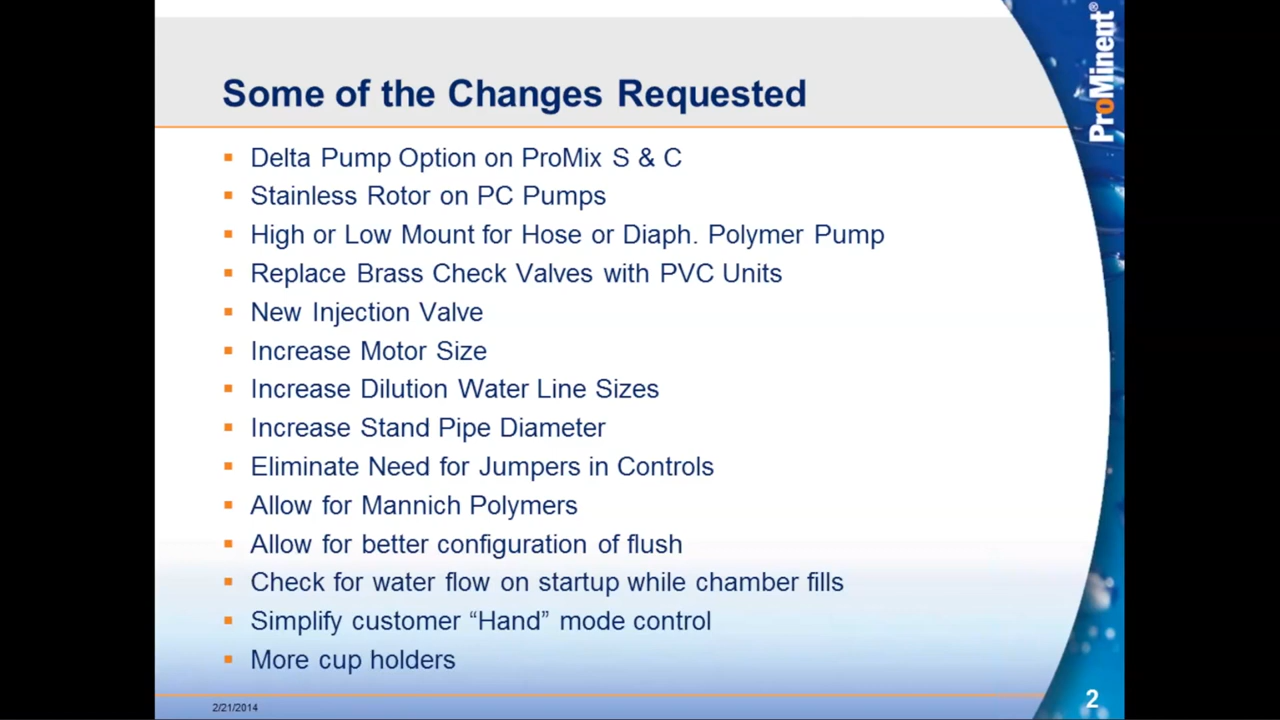 Some of the Changes Requested
Delta Pump Option on ProMix S & C
Stainless Rotor on PC Pumps
High or Low Mount for Hose or Diaph. Polymer Pump
Replace Brass Check Valves with PVC Units
New Injection Valve
Increase Motor Size
Increase Dilution Water Line Sizes
Increase Stand Pipe Diameter
Eliminate Need for Jumpers in Controls
Allow for Mannich Polymers
Allow for better configuration of flush
Check for water flow on startup while chamber fills
Simplify customer “Hand” mode control
More cup holders
2/21/2014
2
ProMinent®